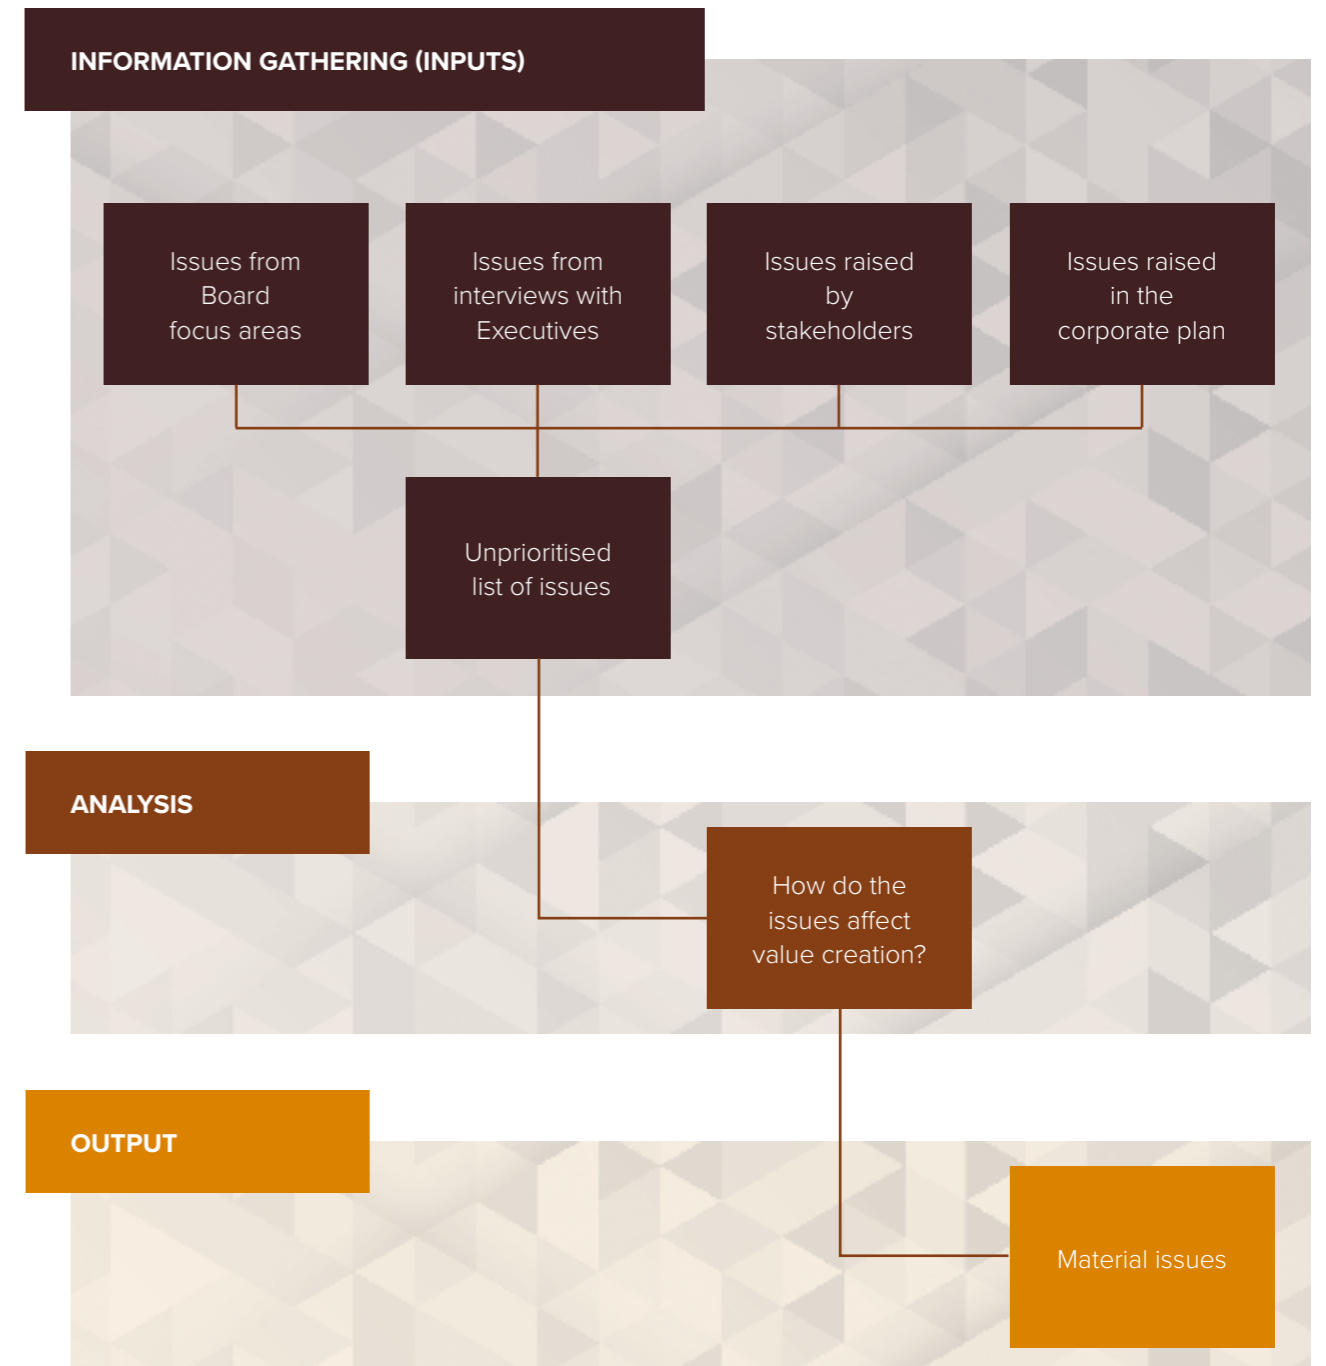 INFORMATION GATHERING (INPUTS)
Issues from
Board
focus areas
Issues from
interviews with
Executives
Issues raised
by
stakeholders
Issues raised
in the
corporate plan
Unprioritised
list of issues
ANALYSIS
How do the
issues affect
value creation?
OUTPUT
Material issues